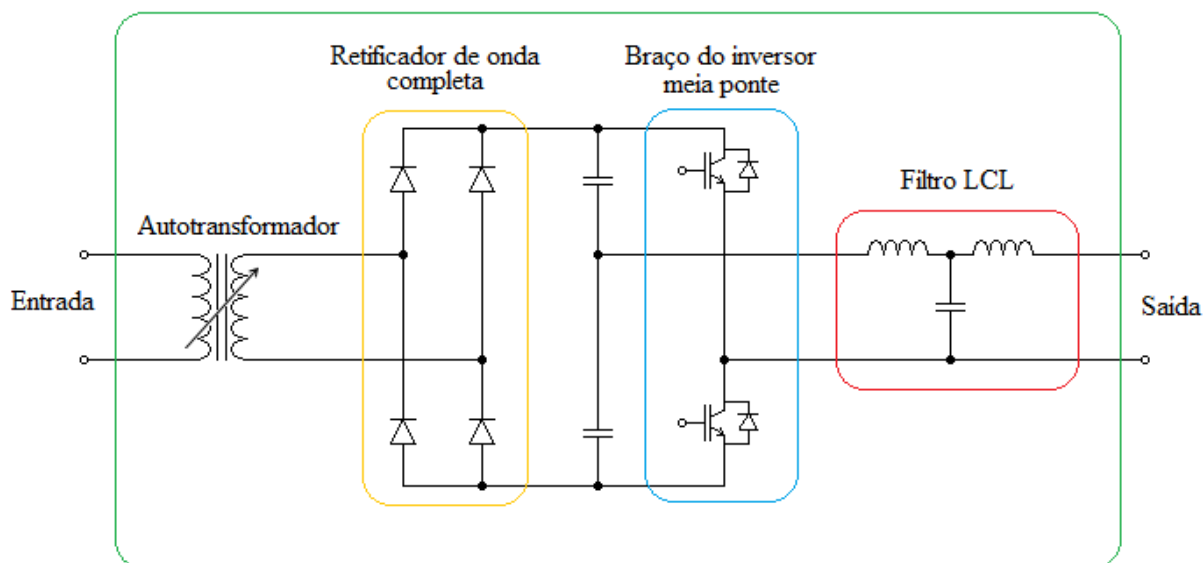 Retificador de onda
completa
Braço do inversor
meia ponte
Filtro LCL
Autotransformador
Entrada
Saída